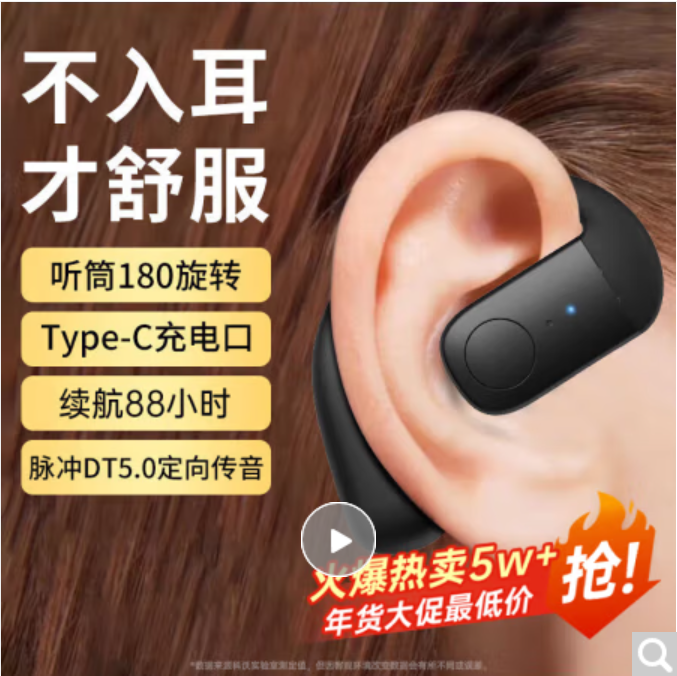 不入耳
才舒服
听筒180旋转
Type-C充电口
续航88小时
脉冲DT5.0定向传音
火爆热卖5w+
抢!
年货大促最低价